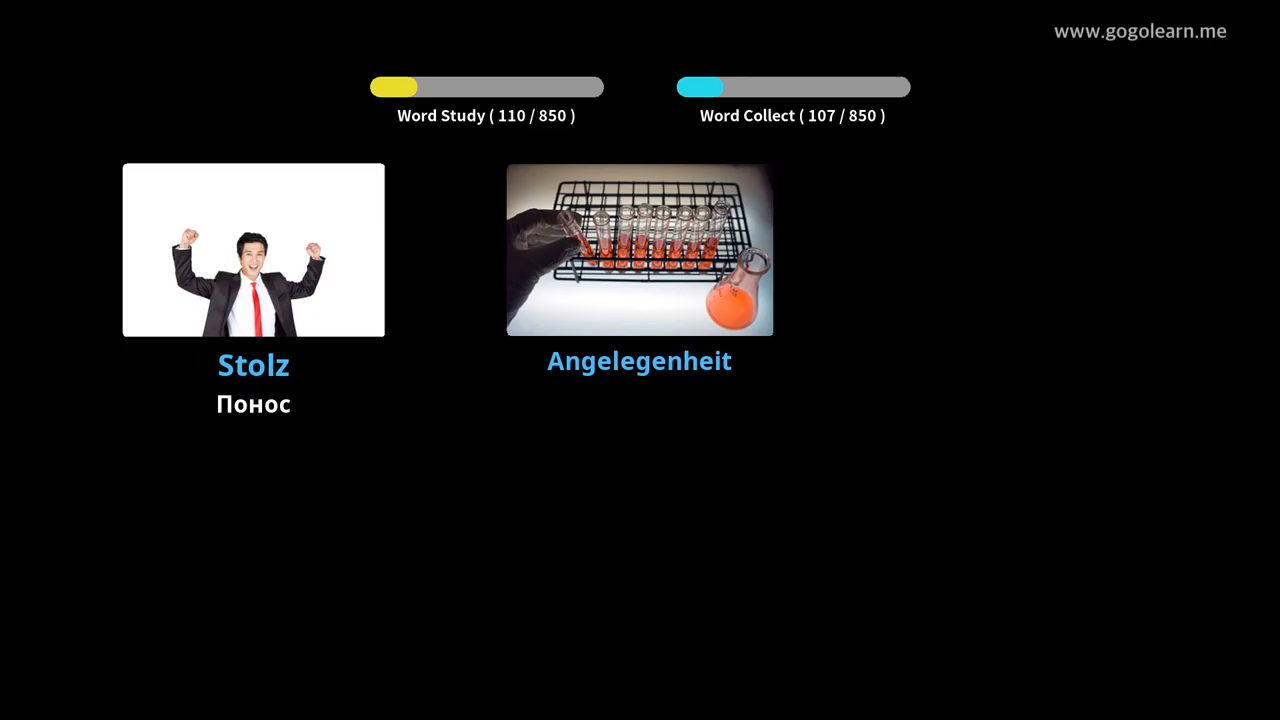 www.gogolearn.me
Word Study ( 110 / 850 )
Word Collect ( 107 / 850 )
Stolz
Понос
Angelegenheit